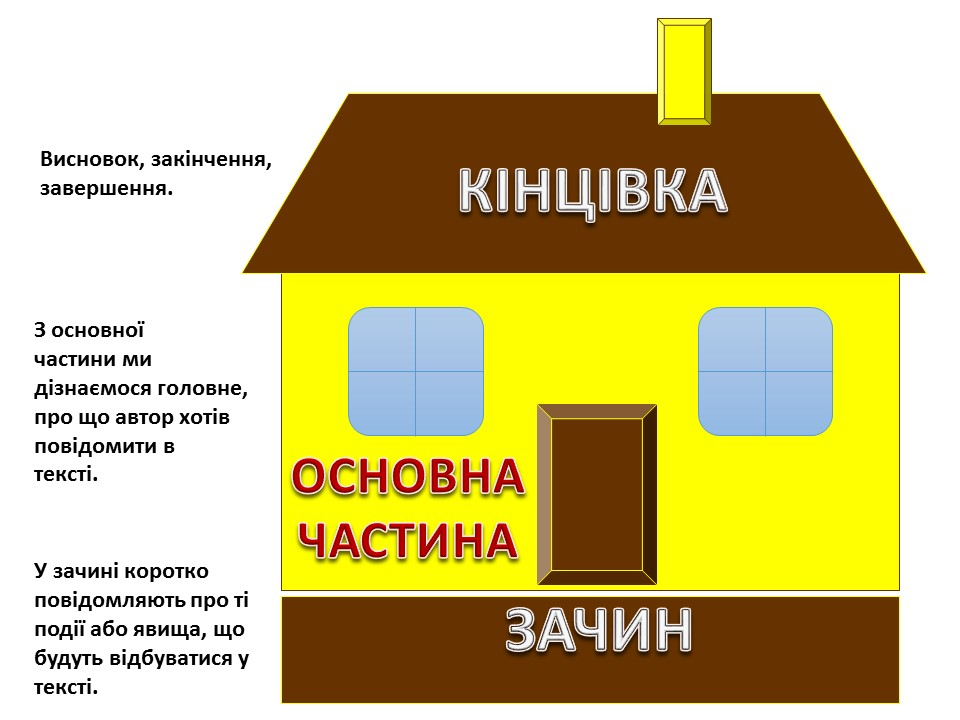 Висновок, закінчення,
завершення.
КІНЦІВКА
З основної
частини ми
дізнаємося головне,
про що автор хотів
повідомити в
тексті.
ОСНОВНА
ЧАСТИНА
У зачині коротко
повідомляють про ті
події або явища, що
будуть відбуватися у
тексті.
ЗАЧИН